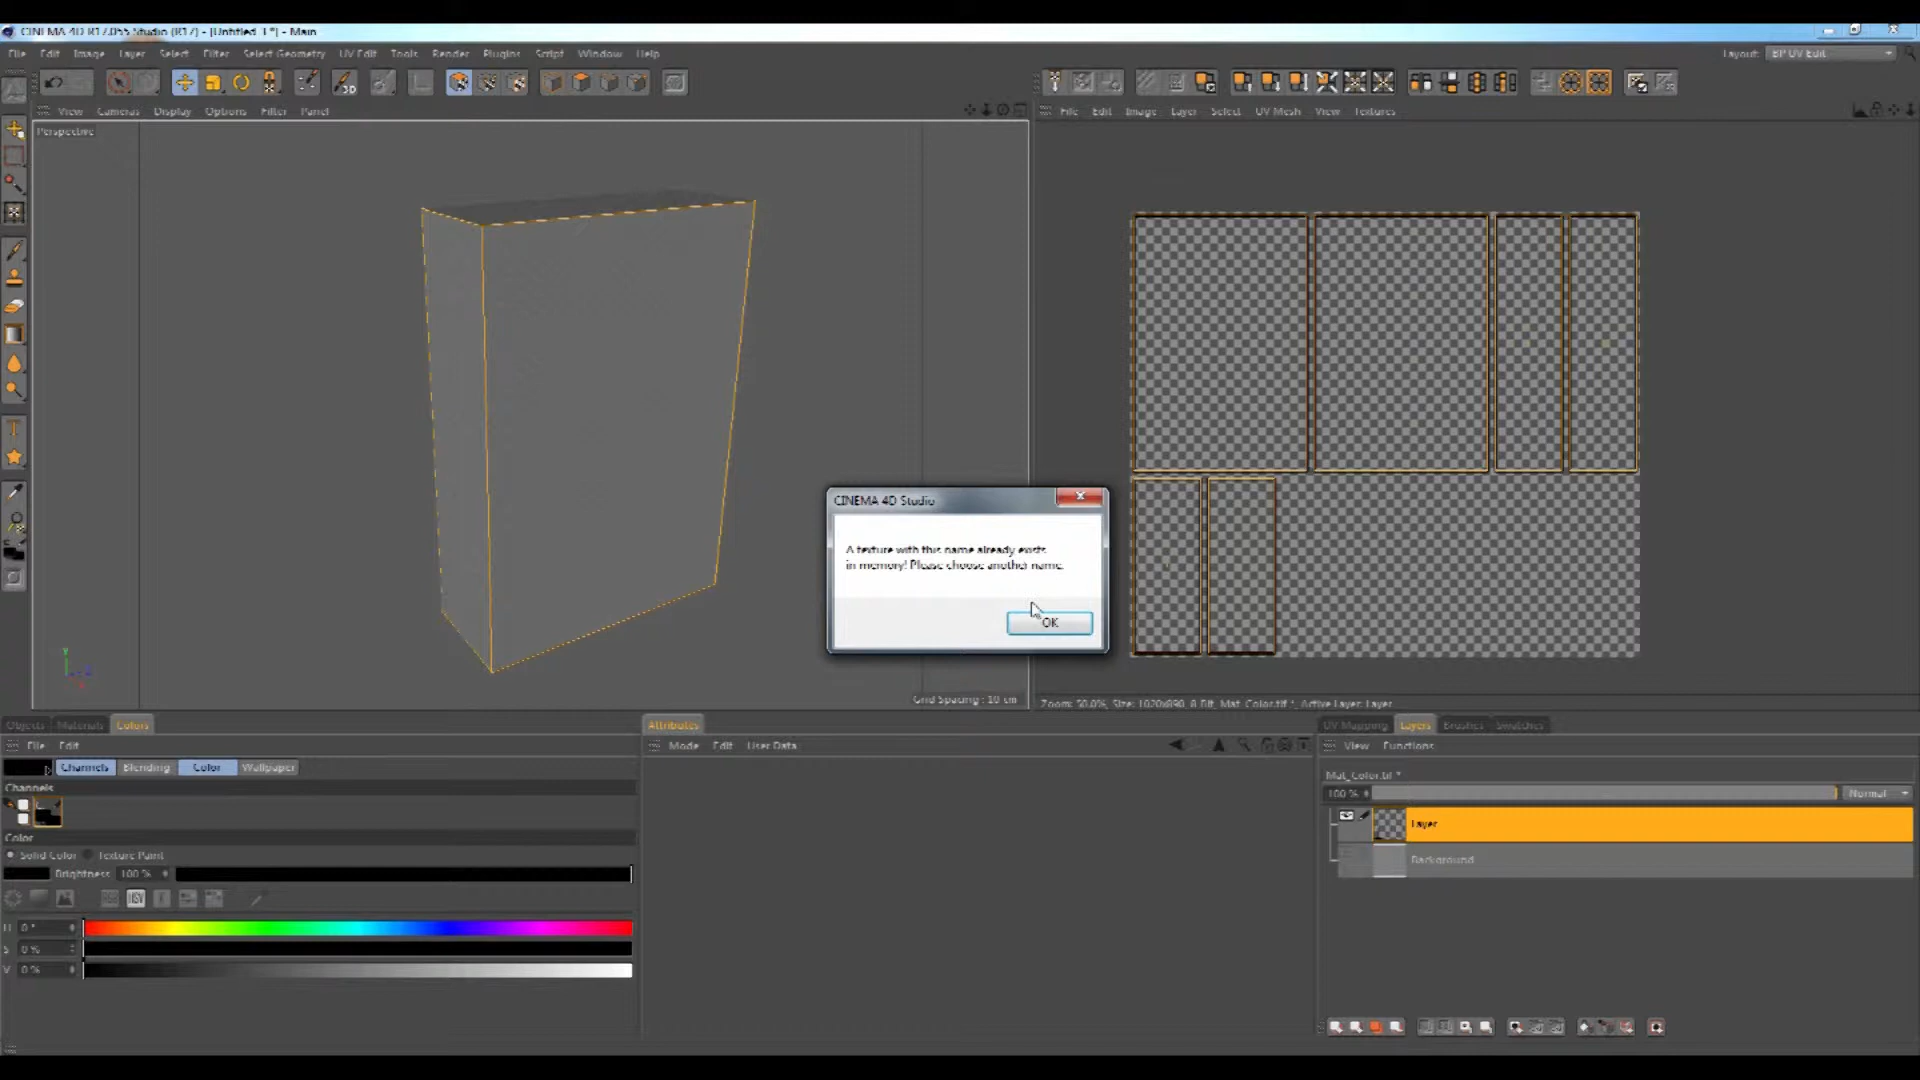 CINEMA 4D R17.055 Studio (R17) - [Untitled 1 *] - Main
File Edit Image Layer Select Filter Select Geometry UV Edit Tools Render Plugins Script Window Help
Layout: BP UV Edit
View Cameras Display Options Filter Panel
File Edit Image Layer Select UV Mesh View Textures
Perspective
CINEMA 4D Studio
A texture with this name already exists
in memory! Please choose another name.
OK
Y
Grid Spacing : 10 cm
Zoom: 50.0%, Size: 1020x890, 8 Bit, Mat_Color.tif *, Active Layer: Layer
Objects Materials Colors
Attributes
UV Mapping Layers Brushes Swatches
File Edit
Mode Edit User Data
View Functions
Channels Blending Color Wallpaper
Mat_Color.tif *
Channels
100 % Normal
Layer
Color
Solid Color Texture Paint
Background
Brightness 100 %
H 0 °
S 0 %
V 0 %